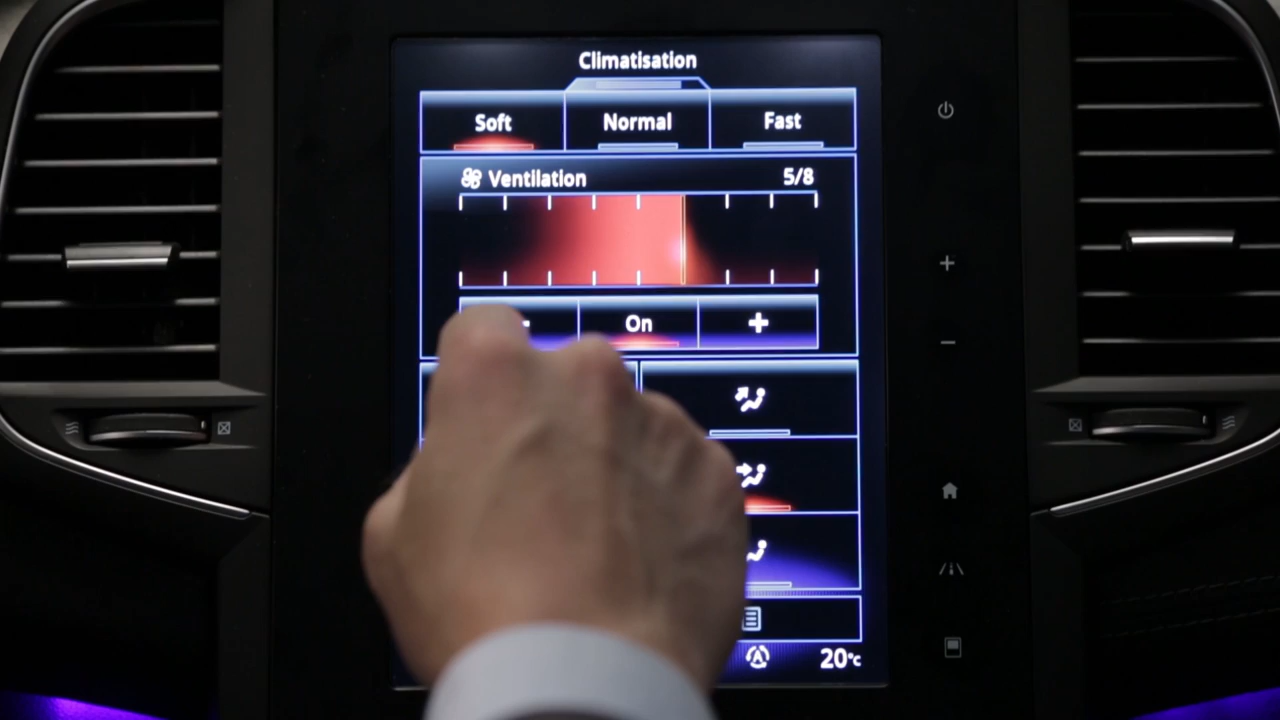 Climatisation
Soft Normal Fast
Ventilation 5/8
- On +
+
-
A 20°C